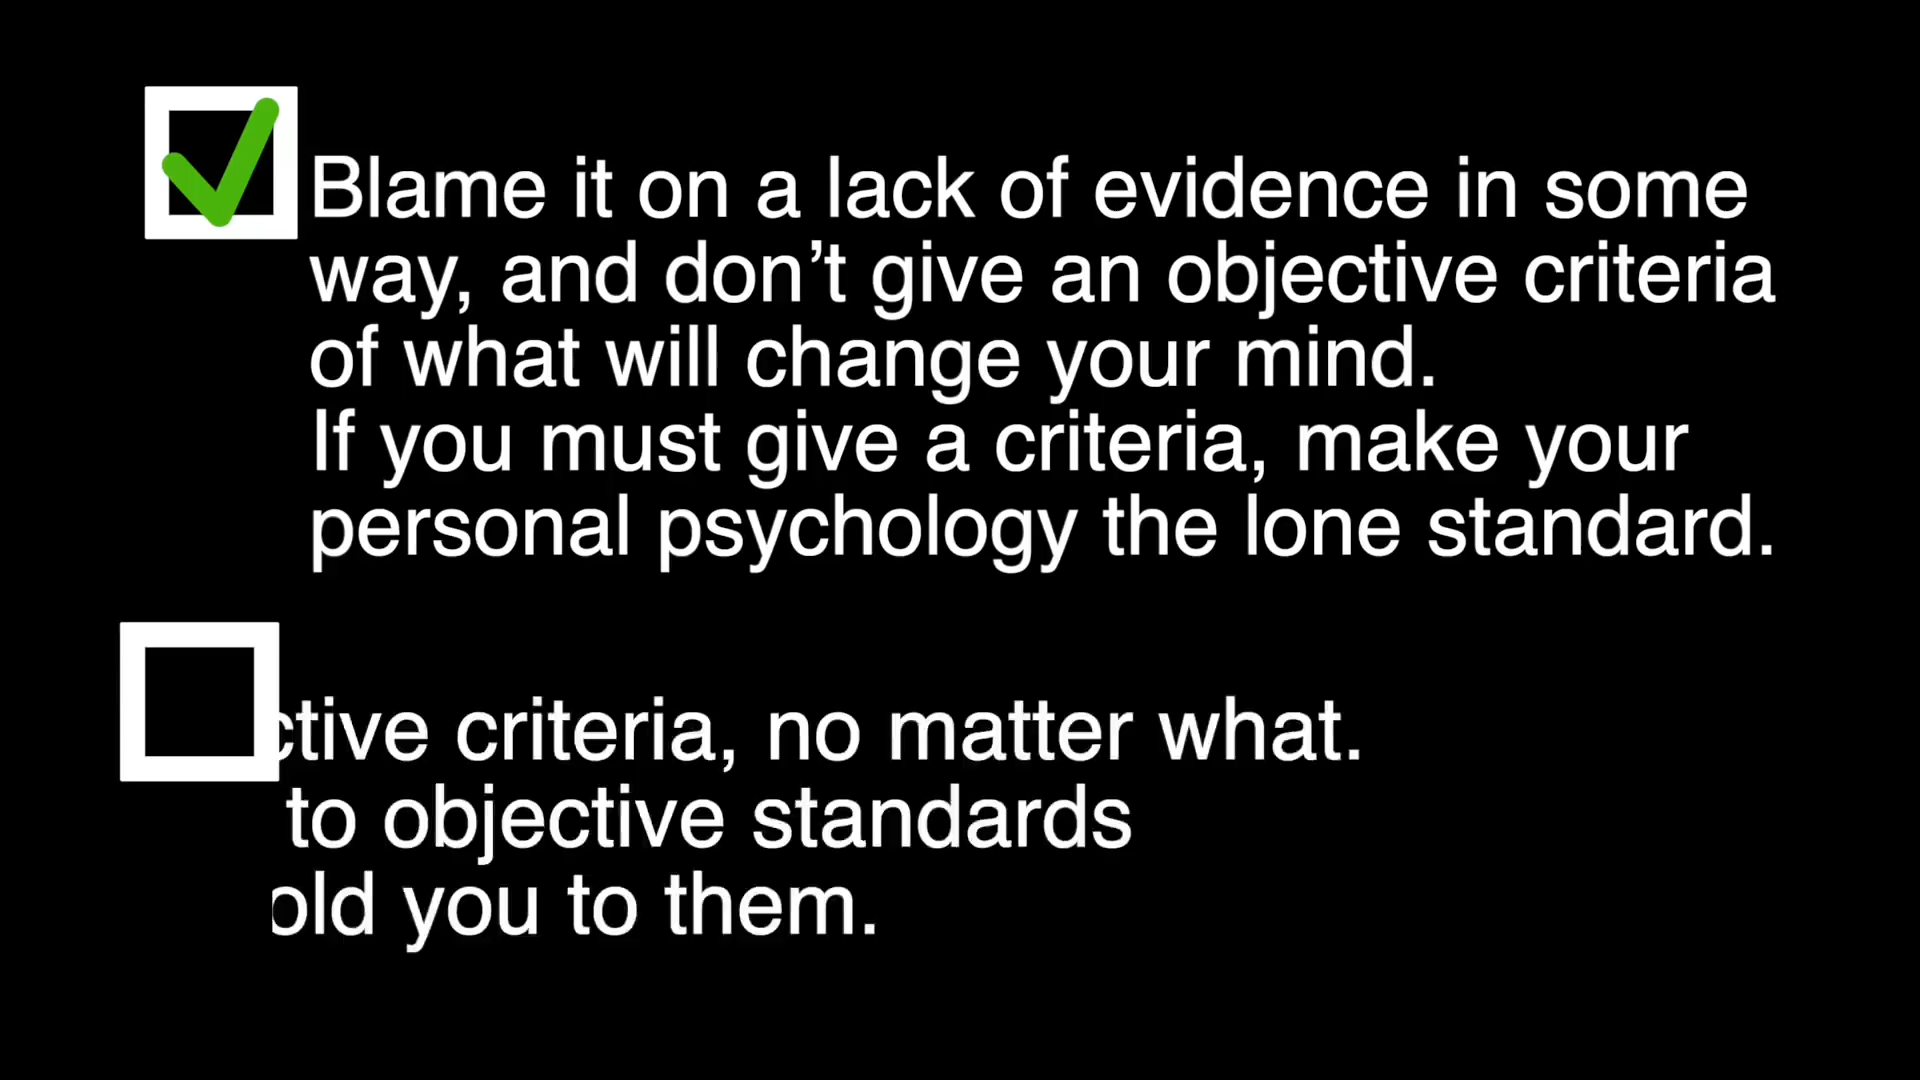 Blame it on a lack of evidence in some
way, and don’t give an objective criteria
of what will change your mind.
If you must give a criteria, make your
personal psychology the lone standard.
criteria, no matter what.
to objective standards
you to them.